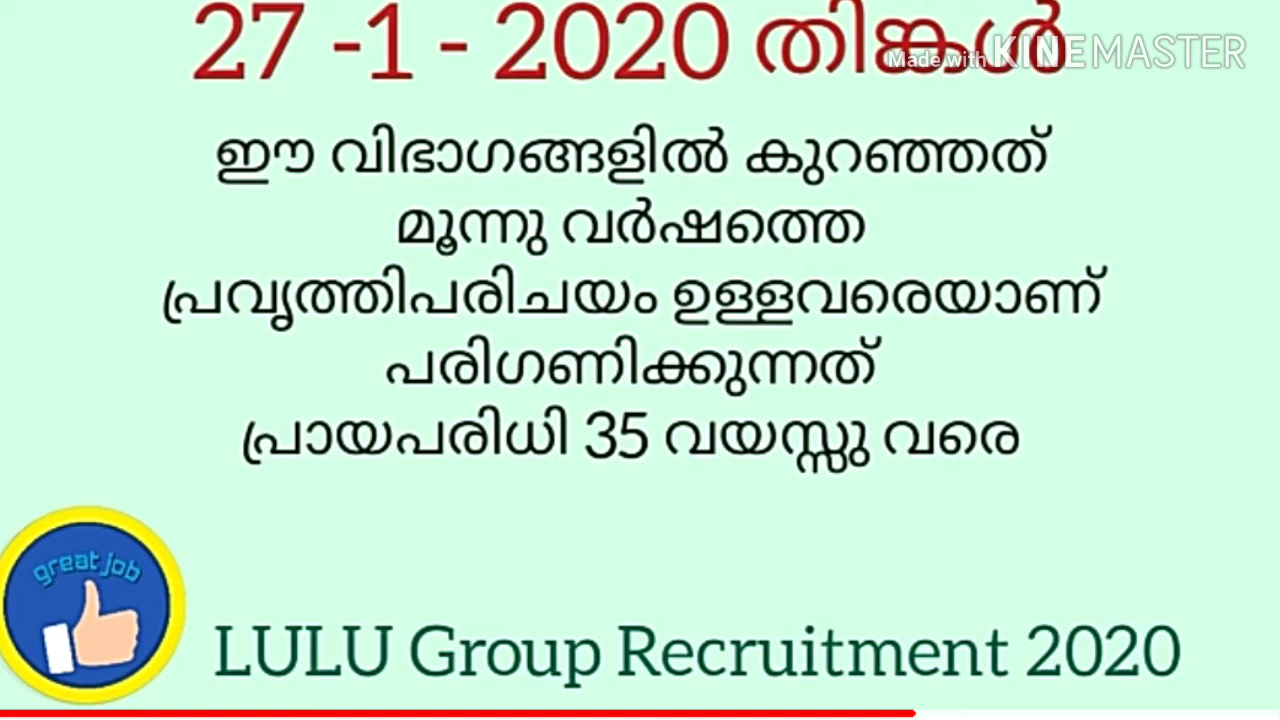 27 -1 - 2020 തിങ്കൾ
Made with KINEMASTER
ഈ വിഭാഗങ്ങളിൽ കുറഞ്ഞത്
മൂന്നു വർഷത്തെ
പ്രവൃത്തിപരിചയം ഉള്ളവരെയാണ്
പരിഗണിക്കുന്നത്
പ്രായപരിധി 35 വയസ്സു വരെ
great job
LULU Group Recruitment 2020